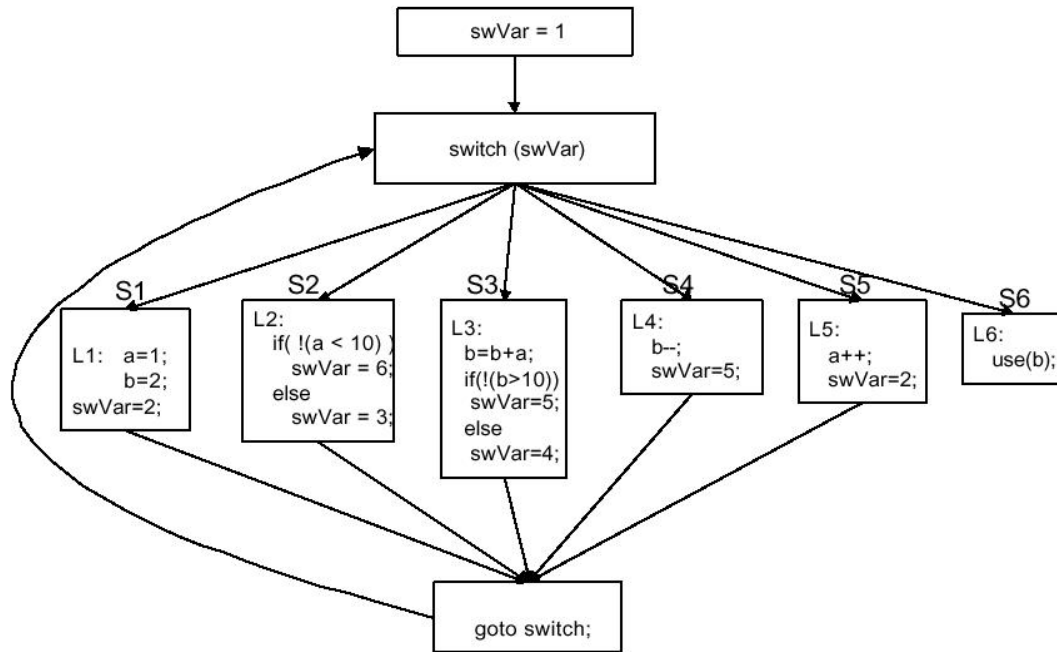 swVar = 1
switch (swVar)
S1
L1: a=1;
b=2;
swVar=2;
S2
L2:
if( !(a < 10) )
swVar = 6;
else
swVar = 3;
S3
L3:
b=b+a;
if(!(b>10))
swVar=5;
else
swVar=4;
S4
L4:
b--;
swVar=5;
S5
L5:
a++;
swVar=2;
S6
L6:
use(b);
goto switch;